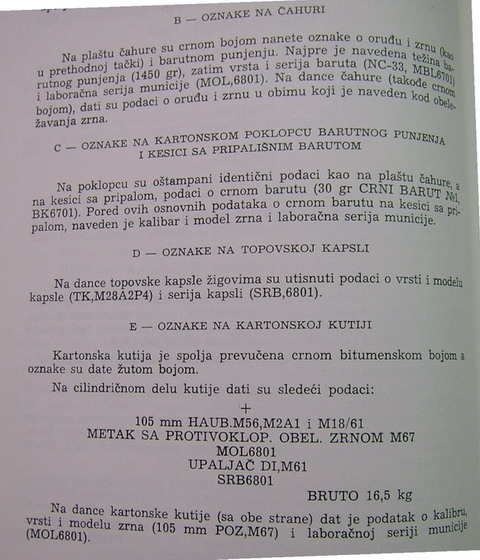 B — OZNAKE NA ČAHURI
Na plaštu čahure su crnom bojom nanete oznake o oruđu i zrnu (kao
u prethodnoj tački) i barutnom punjenju. Najpre je navedena težina ba-
rutnog punjenja (1450 gr), zatim vrsta i serija baruta (NC-33, MBL6701)
i laboračna serija municije (MOL,6801). Na dance čahure (takođe crnom
bojom), dati su podaci o oruđu i zrnu u obimu koji je naveden kod obele-
žavanja zrna.
C — OZNAKE NA KARTONSKOM POKLOPCU BARUTNOG PUNJENJA
I KESICI SA PRIPALIŠNIM BARUTOM
Na poklopcu su oštampani identični podaci kao na plaštu čahure, a
na kesici sa pripalom, podaci o crnom barutu (30 gr CRNI BARUT №1,
BK6701). Pored ovih osnovnih podataka o crnom barutu na kesici sa pri-
palom, naveden je kalibar i model zrna i laboračna serija municije.
D — OZNAKE NA TOPOVSKOJ KAPSLI
Na dance topovske kapsle žigovima su utisnuti podaci o vrsti i modelu
kapsle (TK,M28A2P4) i serija kapsli (SRB,6801).
E — OZNAKE NA KARTONSKOJ KUTIJI
Kartonska kutija je spolja prevučena crnom bitumenskom bojom a
oznake su date žutom bojom.
Na cilindričnom delu kutije dati su sledeći podaci:
+
105 mm HAUB.M56,M2A1 i M18/61
METAK SA PROTIVOKLOP. OBEL. ZRNOM M67
MOL6801
UPALJAČ DI,M61
SRB6801
BRUTO 16,5 kg
Na dance kartonske kutije (sa obe strane) dat je podatak o kalibru,
vrsti i modelu zrna (105 mm POZ,M67) i laboračnoj seriji municije
(MOL6801).